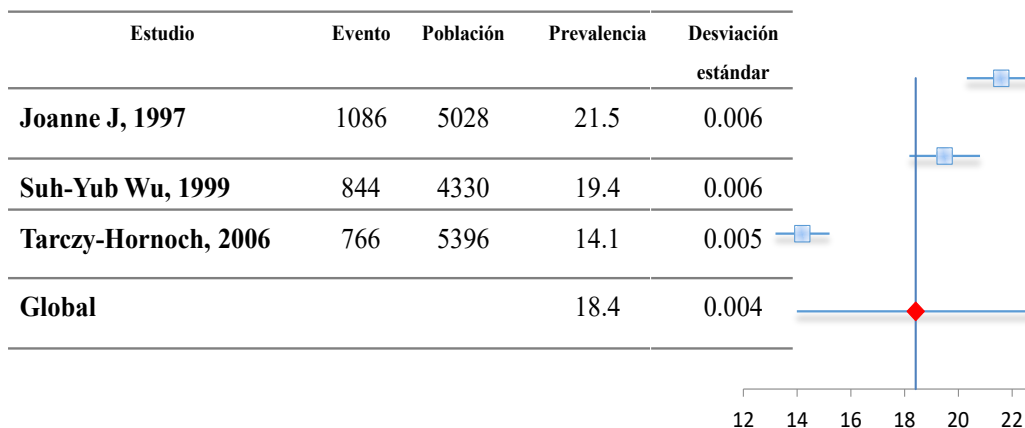 Estudio Evento Población Prevalencia Desviación estándar
Joanne J, 1997 1086 5028 21.5 0.006
Suh-Yub Wu, 1999 844 4330 19.4 0.006
Tarczy-Hornoch, 2006 766 5396 14.1 0.005
Global 18.4 0.004
12 14 16 18 20 22